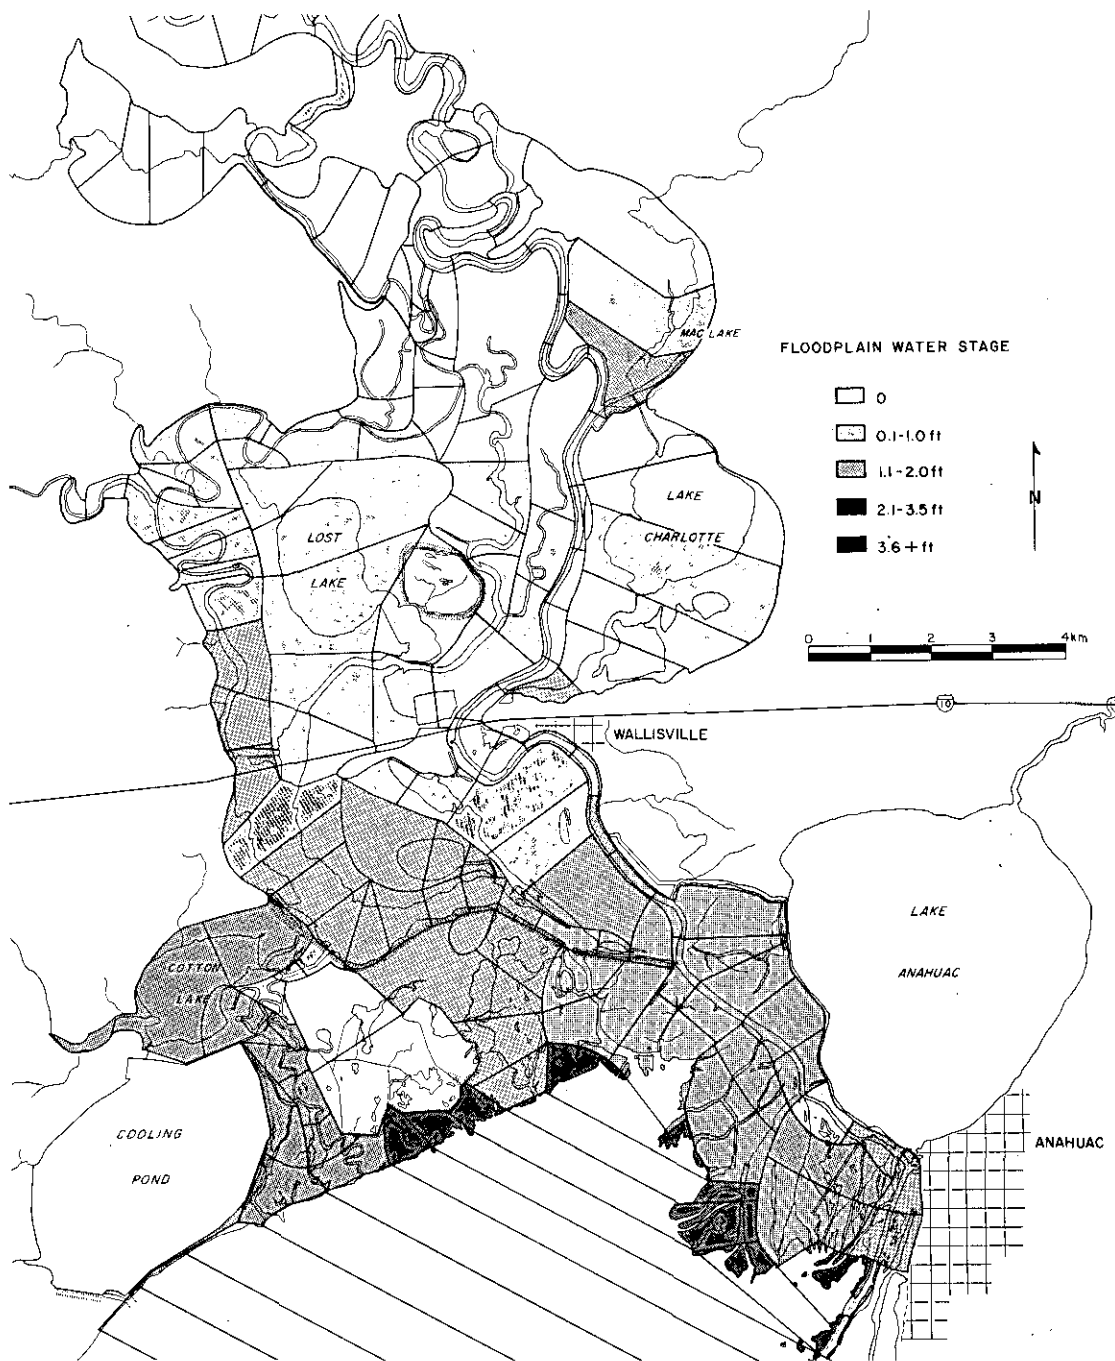 MAC LAKE
FLOODPLAIN WATER STAGE
0
0.1-1.0 ft
1.1-2.0 ft
2.1-3.5 ft
3.6+ ft
N
LAKE
CHARLOTTE
LOST
LAKE
0 1 2 3 4 km
10
WALLISVILLE
LAKE
ANAHUAC
COTTON
LAKE
COOLING
POND
ANAHUAC